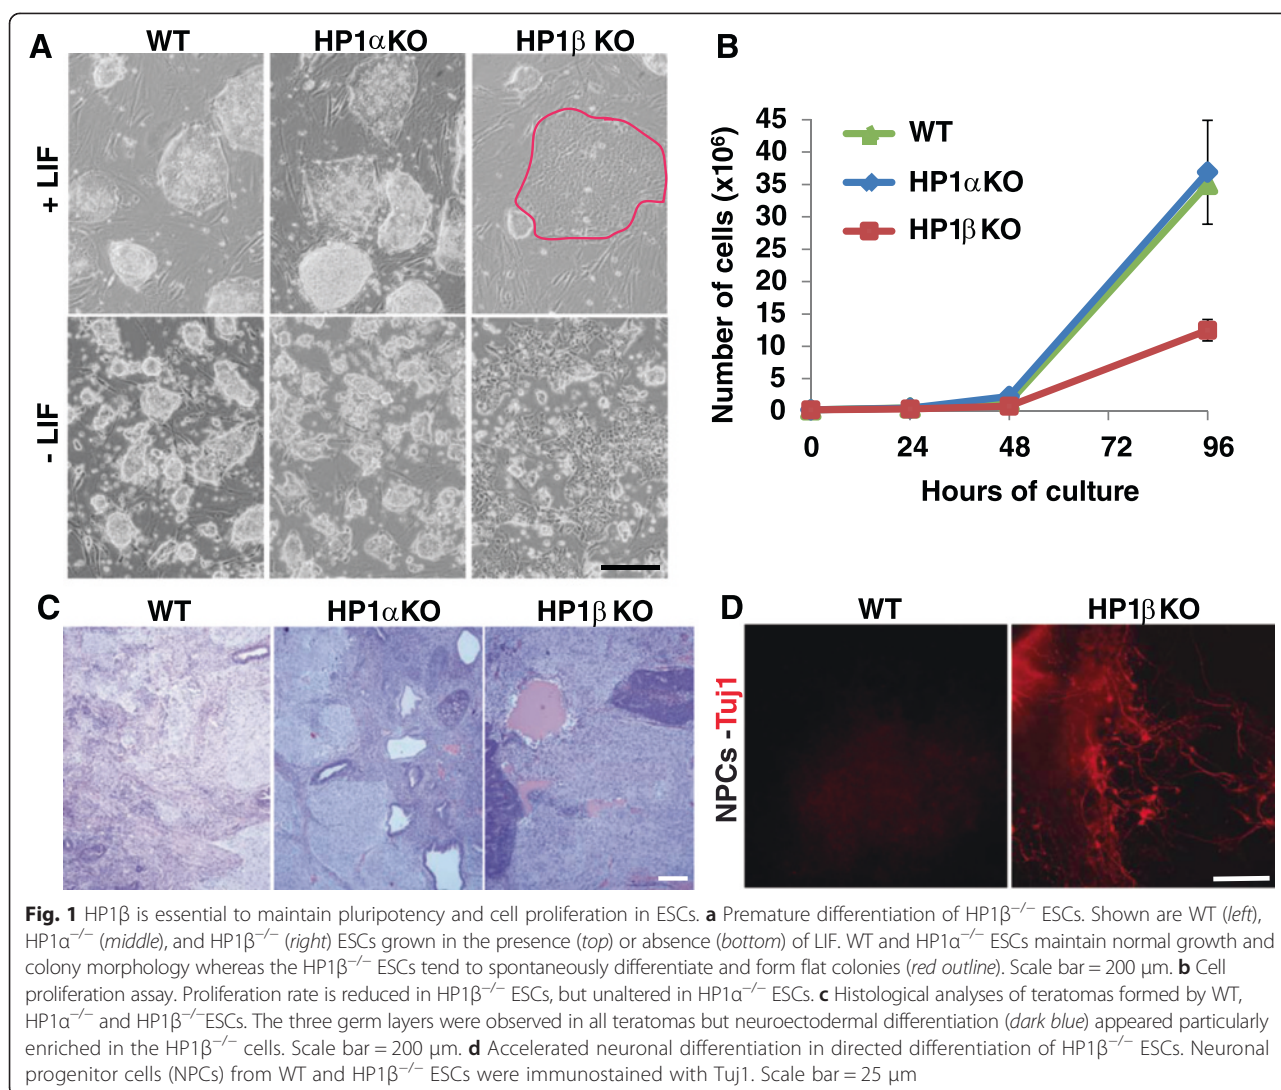 A
WT
HP1αKO
HP1β KO
+ LIF
- LIF
B
Number of cells (x10⁶)
45
40
35
30
25
20
15
10
5
0
WT
HP1αKO
HP1βKO
0 24 48 72 96
Hours of culture
C
WT
HP1αKO
HP1βKO
D
WT
HP1βKO
NPCs -Tuj1
Fig. 1 HP1β is essential to maintain pluripotency and cell proliferation in ESCs. a Premature differentiation of HP1β⁻/⁻ ESCs. Shown are WT (left),
HP1α⁻/⁻ (middle), and HP1β⁻/⁻ (right) ESCs grown in the presence (top) or absence (bottom) of LIF. WT and HP1α⁻/⁻ ESCs maintain normal growth and
colony morphology whereas the HP1β⁻/⁻ ESCs tend to spontaneously differentiate and form flat colonies (red outline). Scale bar = 200 μm. b Cell
proliferation assay. Proliferation rate is reduced in HP1β⁻/⁻ ESCs, but unaltered in HP1α⁻/⁻ ESCs. c Histological analyses of teratomas formed by WT,
HP1α⁻/⁻ and HP1β⁻/⁻ESCs. The three germ layers were observed in all teratomas but neuroectodermal differentiation (dark blue) appeared particularly
enriched in the HP1β⁻/⁻ cells. Scale bar = 200 μm. d Accelerated neuronal differentiation in directed differentiation of HP1β⁻/⁻ ESCs. Neuronal
progenitor cells (NPCs) from WT and HP1β⁻/⁻ ESCs were immunostained with Tuj1. Scale bar = 25 μm